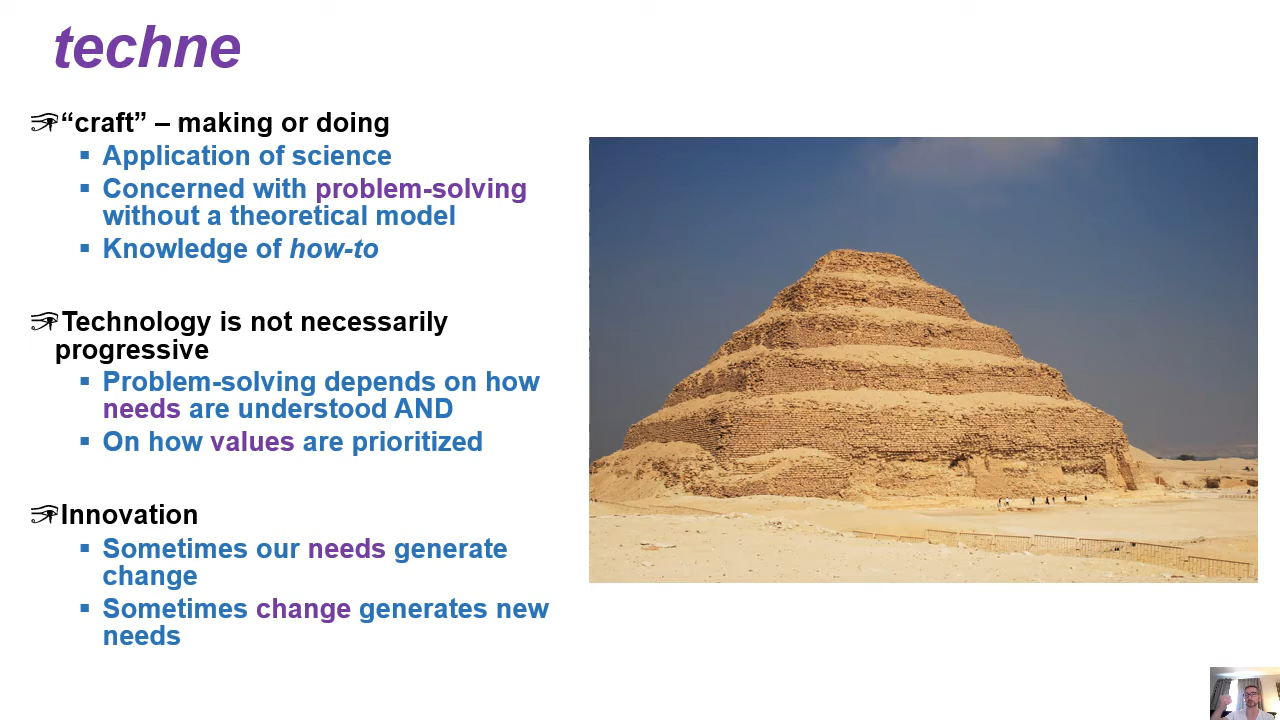 techne
“craft” – making or doing
Application of science
Concerned with problem-solving
without a theoretical model
Knowledge of how-to
Technology is not necessarily
progressive
Problem-solving depends on how
needs are understood AND
On how values are prioritized
Innovation
Sometimes our needs generate
change
Sometimes change generates new
needs